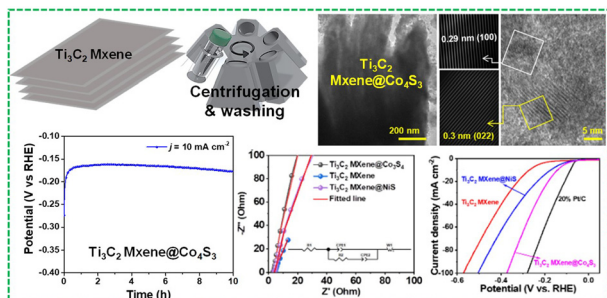 Ti₃C₂ Mxene
Centrifugation
& washing
Ti₃C₂
Mxene@Co₄S₃
200 nm
0.29 nm (100)
0.3 nm (022)
5 nm
Potential (V vs RHE)
-0.15
-0.20
-0.25
-0.30
-0.35
-0.40
j = 10 mA cm⁻²
Ti₃C₂ Mxene@Co₄S₃
0 2 4 6 8 10
Time (h)
-Z'' (Ohm)
100
80
60
40
20
0
Ti₃C₂ MXene@Co₃S₄
Ti₃C₂ MXene
Ti₃C₂ MXene@NiS
Fitted line
0 20 40 60 80 100
Z' (Ohm)
Current density (mA cm⁻²)
0
-20
-40
-60
-80
-100
Ti₃C₂ MXene@NiS
Ti₃C₂ MXene
20% Pt/C
Ti₃C₂ MXene@Co₄S₃
-0.6 -0.4 -0.2 0.0
Potential (V vs. RHE)